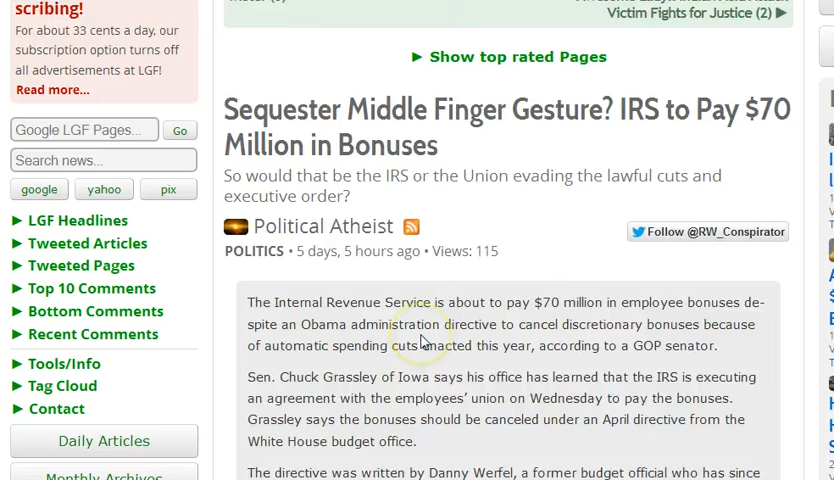 scribing!
For about 33 cents a day, our
subscription option turns off
all advertisements at LGF!
Read more...
Google LGF Pages...
Go
Search news...
google
yahoo
pix
► LGF Headlines
► Tweeted Articles
► Tweeted Pages
► Top 10 Comments
► Bottom Comments
► Recent Comments
► Tools/Info
► Tag Cloud
► Contact
Daily Articles
Monthly Archives
Victim Fights for Justice (2) ►
► Show top rated Pages
Sequester Middle Finger Gesture? IRS to Pay $70
Million in Bonuses
So would that be the IRS or the Union evading the lawful cuts and
executive order?
Political Atheist
Follow @RW_Conspirator
POLITICS • 5 days, 5 hours ago • Views: 115
The Internal Revenue Service is about to pay $70 million in employee bonuses de-
spite an Obama administration directive to cancel discretionary bonuses because
of automatic spending cuts enacted this year, according to a GOP senator.
Sen. Chuck Grassley of Iowa says his office has learned that the IRS is executing
an agreement with the employees’ union on Wednesday to pay the bonuses.
Grassley says the bonuses should be canceled under an April directive from the
White House budget office.
The directive was written by Danny Werfel, a former budget official who has since